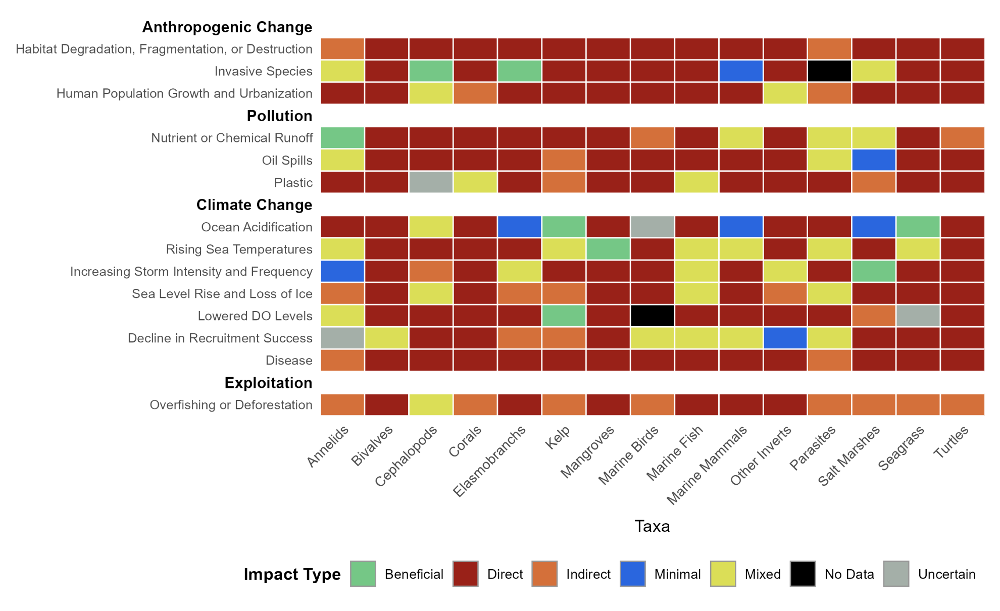 Anthropogenic Change
Habitat Degradation, Fragmentation, or Destruction
Invasive Species
Human Population Growth and Urbanization
Pollution
Nutrient or Chemical Runoff
Oil Spills
Plastic
Climate Change
Ocean Acidification
Rising Sea Temperatures
Increasing Storm Intensity and Frequency
Sea Level Rise and Loss of Ice
Lowered DO Levels
Decline in Recruitment Success
Disease
Exploitation
Overfishing or Deforestation
Annelids
Bivalves
Cephalopods
Corals
Elasmobranchs
Kelp
Mangroves
Marine Birds
Marine Fish
Marine Mammals
Other Inverts
Parasites
Salt Marshes
Seagrass
Turtles
Taxa
Impact Type Beneficial Direct Indirect Minimal Mixed No Data Uncertain